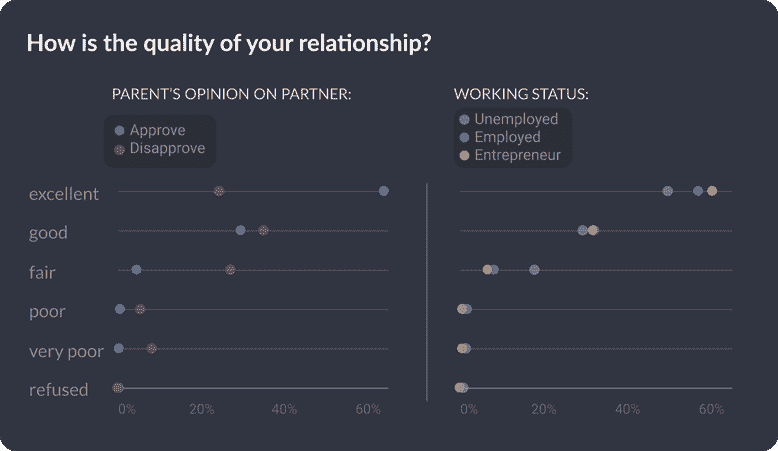 How is the quality of your relationship?
PARENT'S OPINION ON PARTNER:
Approve
Disapprove
WORKING STATUS:
Unemployed
Employed
Entrepreneur
excellent
good
fair
poor
very poor
refused
0% 20% 40% 60%
0% 20% 40% 60%